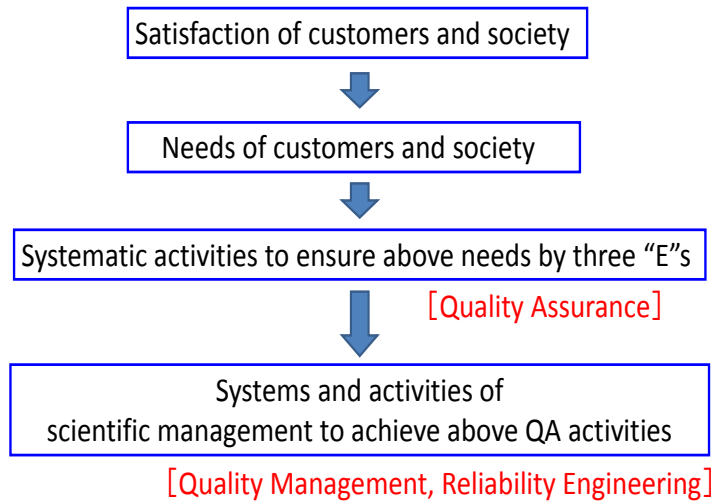 Satisfaction of customers and society
Needs of customers and society
Systematic activities to ensure above needs by three “E”s
［Quality Assurance］
Systems and activities of
scientific management to achieve above QA activities
［Quality Management, Reliability Engineering］